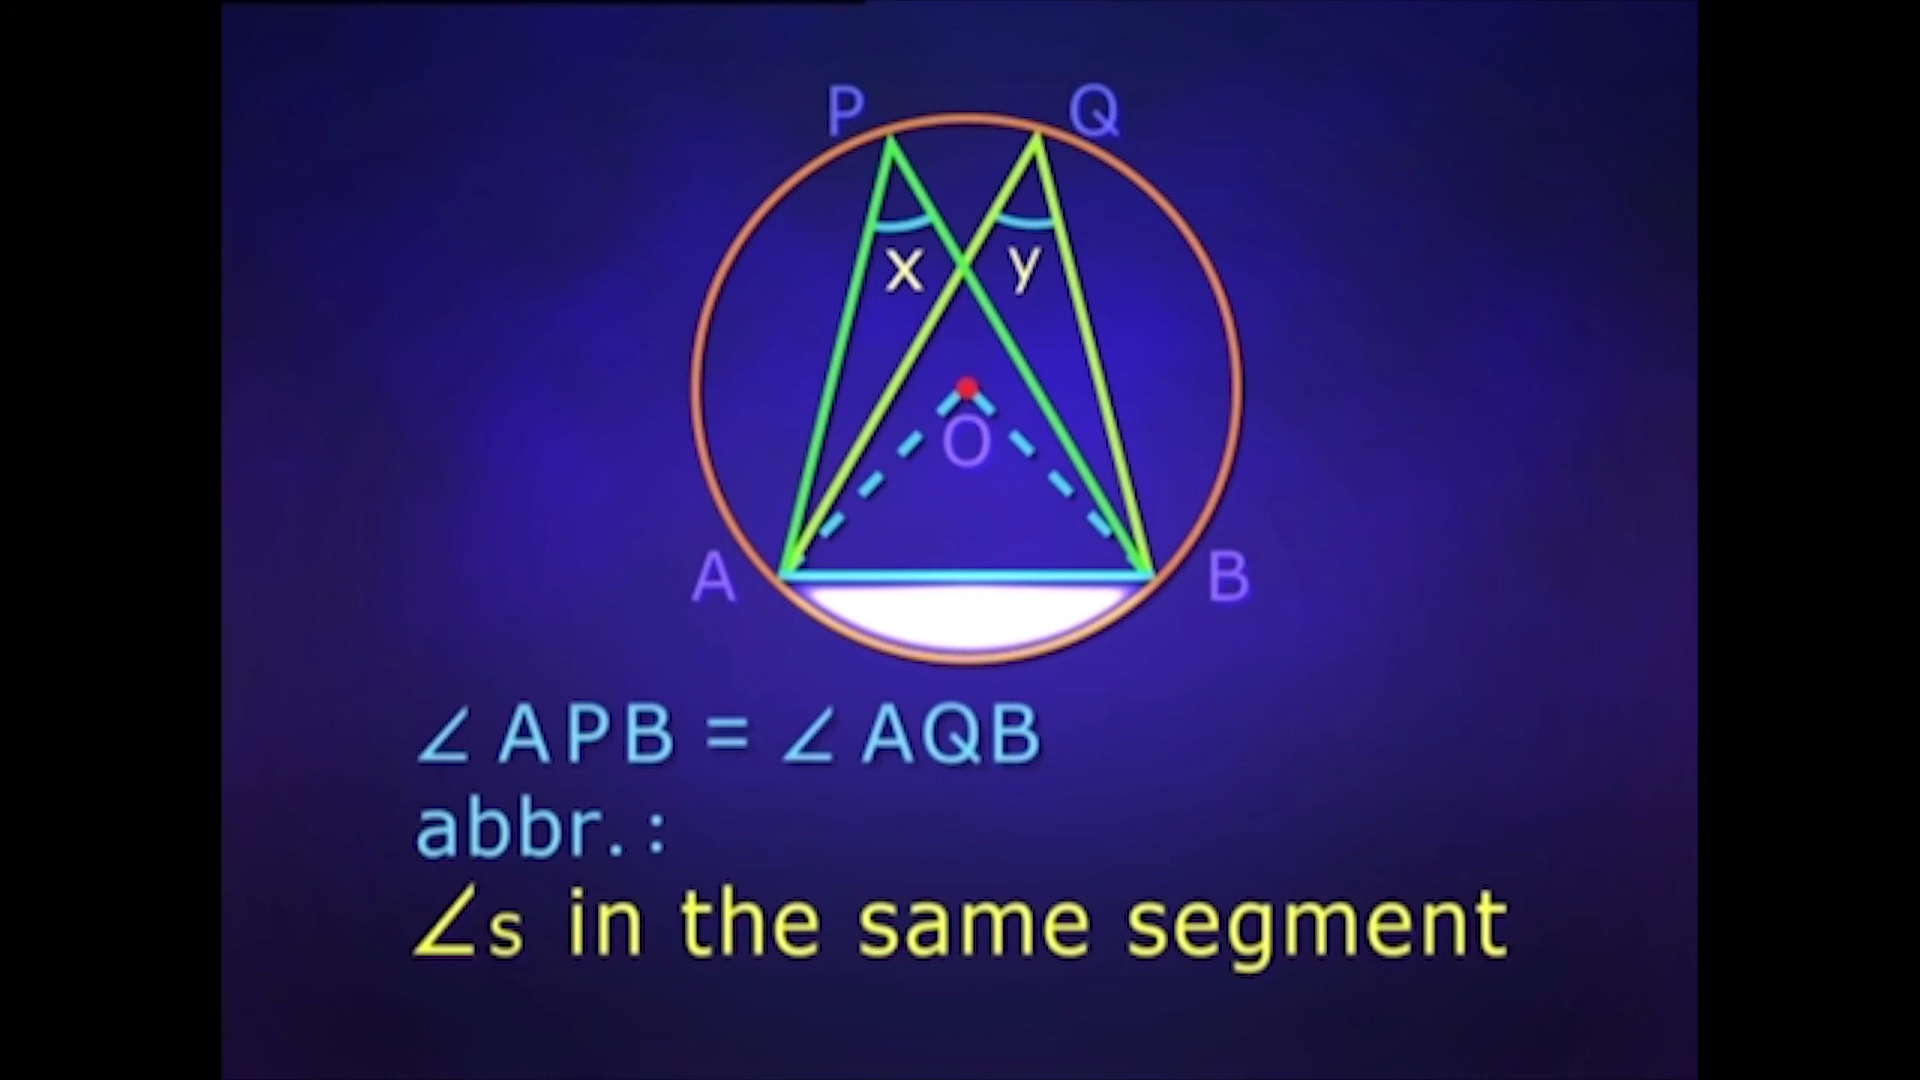 P Q
x y
O
A B
∠APB = ∠AQB
abbr.:
∠s in the same segment